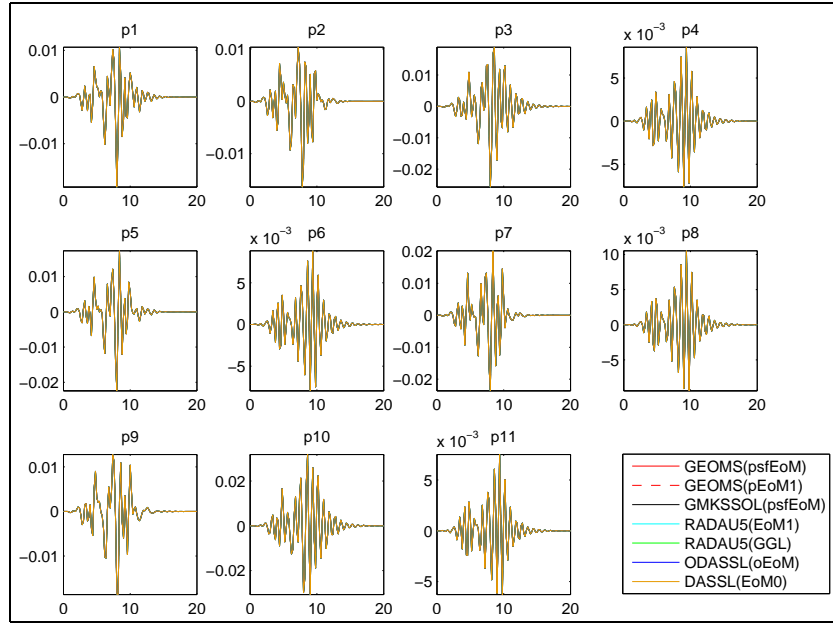 p1
p2
p3
p4
x 10⁻³
0.01
0
−0.01
0 10 20
0.01
0
−0.01
0 10 20
0.01
0
−0.01
−0.02
0 10 20
5
0
−5
0 10 20
p5
p6
x 10⁻³
p7
p8
x 10⁻³
0.01
0
−0.01
−0.02
0 10 20
5
0
−5
0 10 20
0.02
0.01
0
−0.01
−0.02
0 10 20
10
5
0
−5
0 10 20
p9
p10
p11
x 10⁻³
0.01
0
−0.01
0 10 20
0.02
0
−0.02
0 10 20
5
0
−5
0 10 20
GEOMS(psfEoM)
GEOMS(pEoM1)
GMKSSOL(psfEoM)
RADAU5(EoM1)
RADAU5(GGL)
ODASSL(oEoM)
DASSL(EoM0)